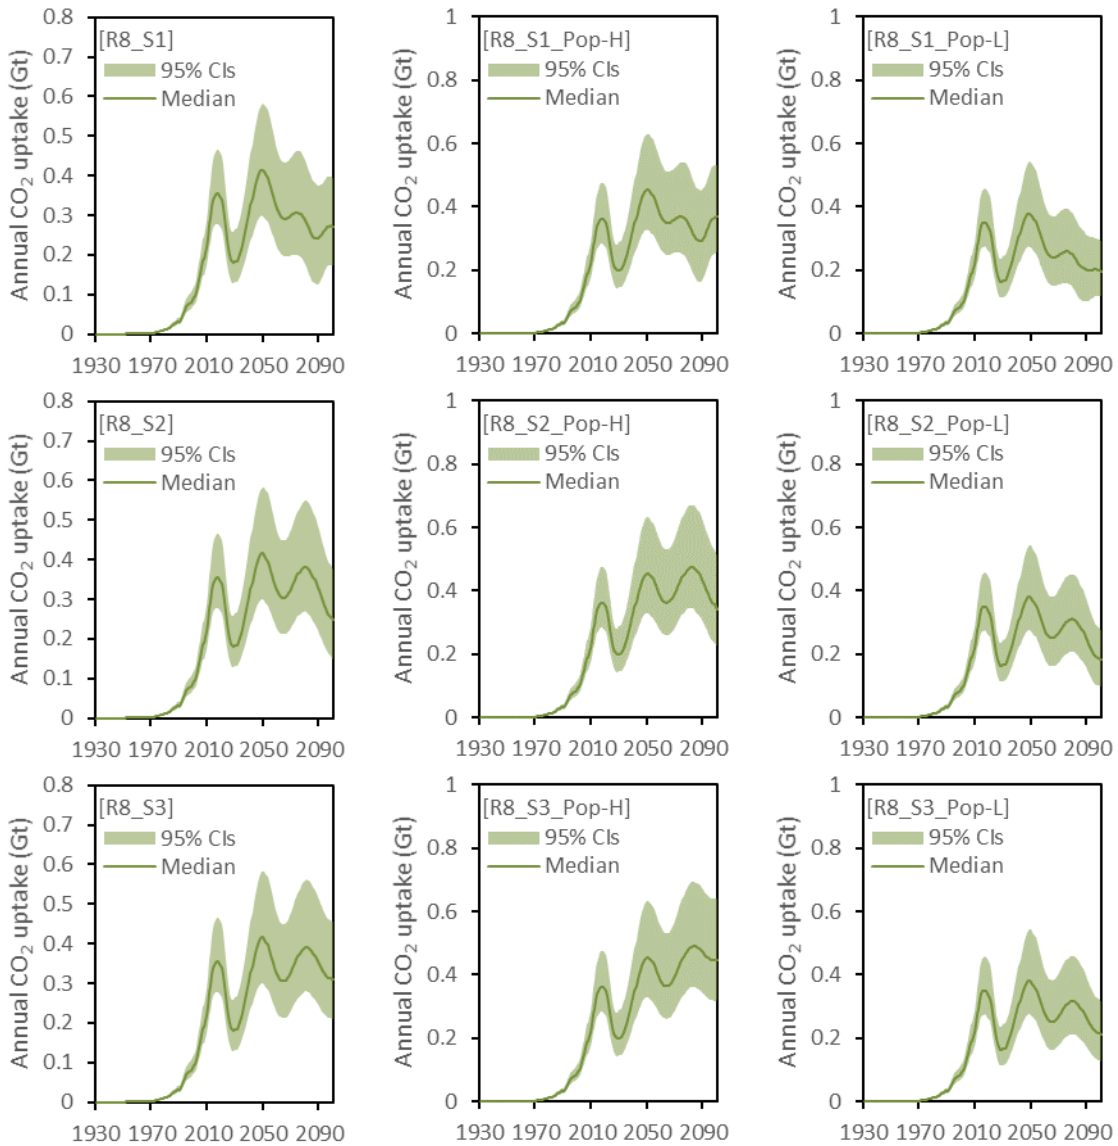 Annual CO₂ uptake (Gt)
0.8
0.7
0.6
0.5
0.4
0.3
0.2
0.1
0
[R8_S1]
95% CIs
Median
1930 1970 2010 2050 2090
Annual CO₂ uptake (Gt)
1
0.8
0.6
0.4
0.2
0
[R8_S1_Pop-H]
95% CIs
Median
1930 1970 2010 2050 2090
Annual CO₂ uptake (Gt)
1
0.8
0.6
0.4
0.2
0
[R8_S1_Pop-L]
95% CIs
Median
1930 1970 2010 2050 2090
Annual CO₂ uptake (Gt)
0.8
0.7
0.6
0.5
0.4
0.3
0.2
0.1
0
[R8_S2]
95% CIs
Median
1930 1970 2010 2050 2090
Annual CO₂ uptake (Gt)
1
0.8
0.6
0.4
0.2
0
[R8_S2_Pop-H]
95% CIs
Median
1930 1970 2010 2050 2090
Annual CO₂ uptake (Gt)
1
0.8
0.6
0.4
0.2
0
[R8_S2_Pop-L]
95% CIs
Median
1930 1970 2010 2050 2090
Annual CO₂ uptake (Gt)
0.8
0.7
0.6
0.5
0.4
0.3
0.2
0.1
0
[R8_S3]
95% CIs
Median
1930 1970 2010 2050 2090
Annual CO₂ uptake (Gt)
1
0.8
0.6
0.4
0.2
0
[R8_S3_Pop-H]
95% CIs
Median
1930 1970 2010 2050 2090
Annual CO₂ uptake (Gt)
1
0.8
0.6
0.4
0.2
0
[R8_S3_Pop-L]
95% CIs
Median
1930 1970 2010 2050 2090